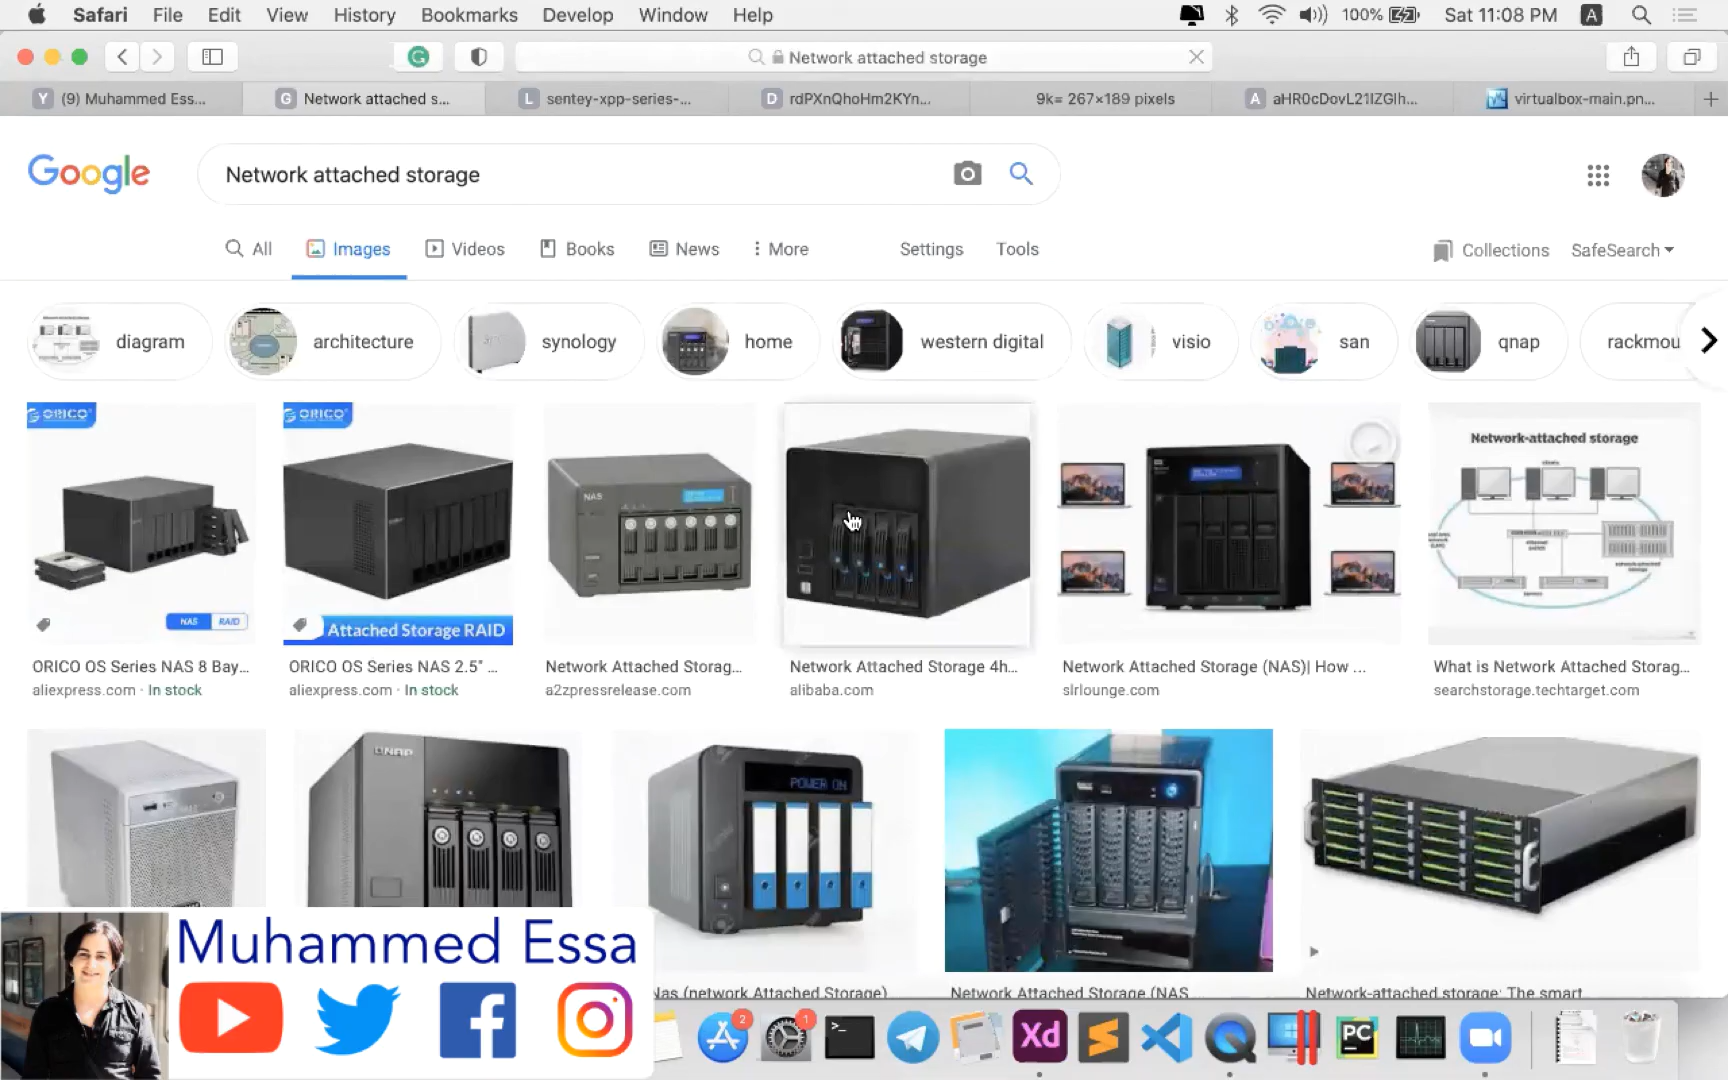 Safari File Edit View History Bookmarks Develop Window Help 100% Sat 11:08 PM A
G Network attached storage
Y (9) Muhammed Ess... G Network attached s... L sentey-xpp-series-... D rdPXnQhoHm2KYn... 9k= 267×189 pixels A aHR0cDovL21lZGlh... virtualbox-main.pn...
Google Network attached storage
All Images Videos Books News More Settings Tools Collections SafeSearch
diagram architecture synology home western digital visio san qnap rackmou
ORICO
ORICO
Network-attached storage
NAS
NAS RAID
Attached Storage RAID
ORICO OS Series NAS 8 Bay... ORICO OS Series NAS 2.5" ... Network Attached Storag... Network Attached Storage 4h... Network Attached Storage (NAS)| How ... What is Network Attached Storag...
aliexpress.com · In stock aliexpress.com · In stock a2zpressrelease.com alibaba.com slrlounge.com searchstorage.techtarget.com
QNAP
POWER ON
Nas (network Attached Storage) Network Attached Storage (NAS Network-attached storage: The smart
Muhammed Essa
2 1 Xd PC